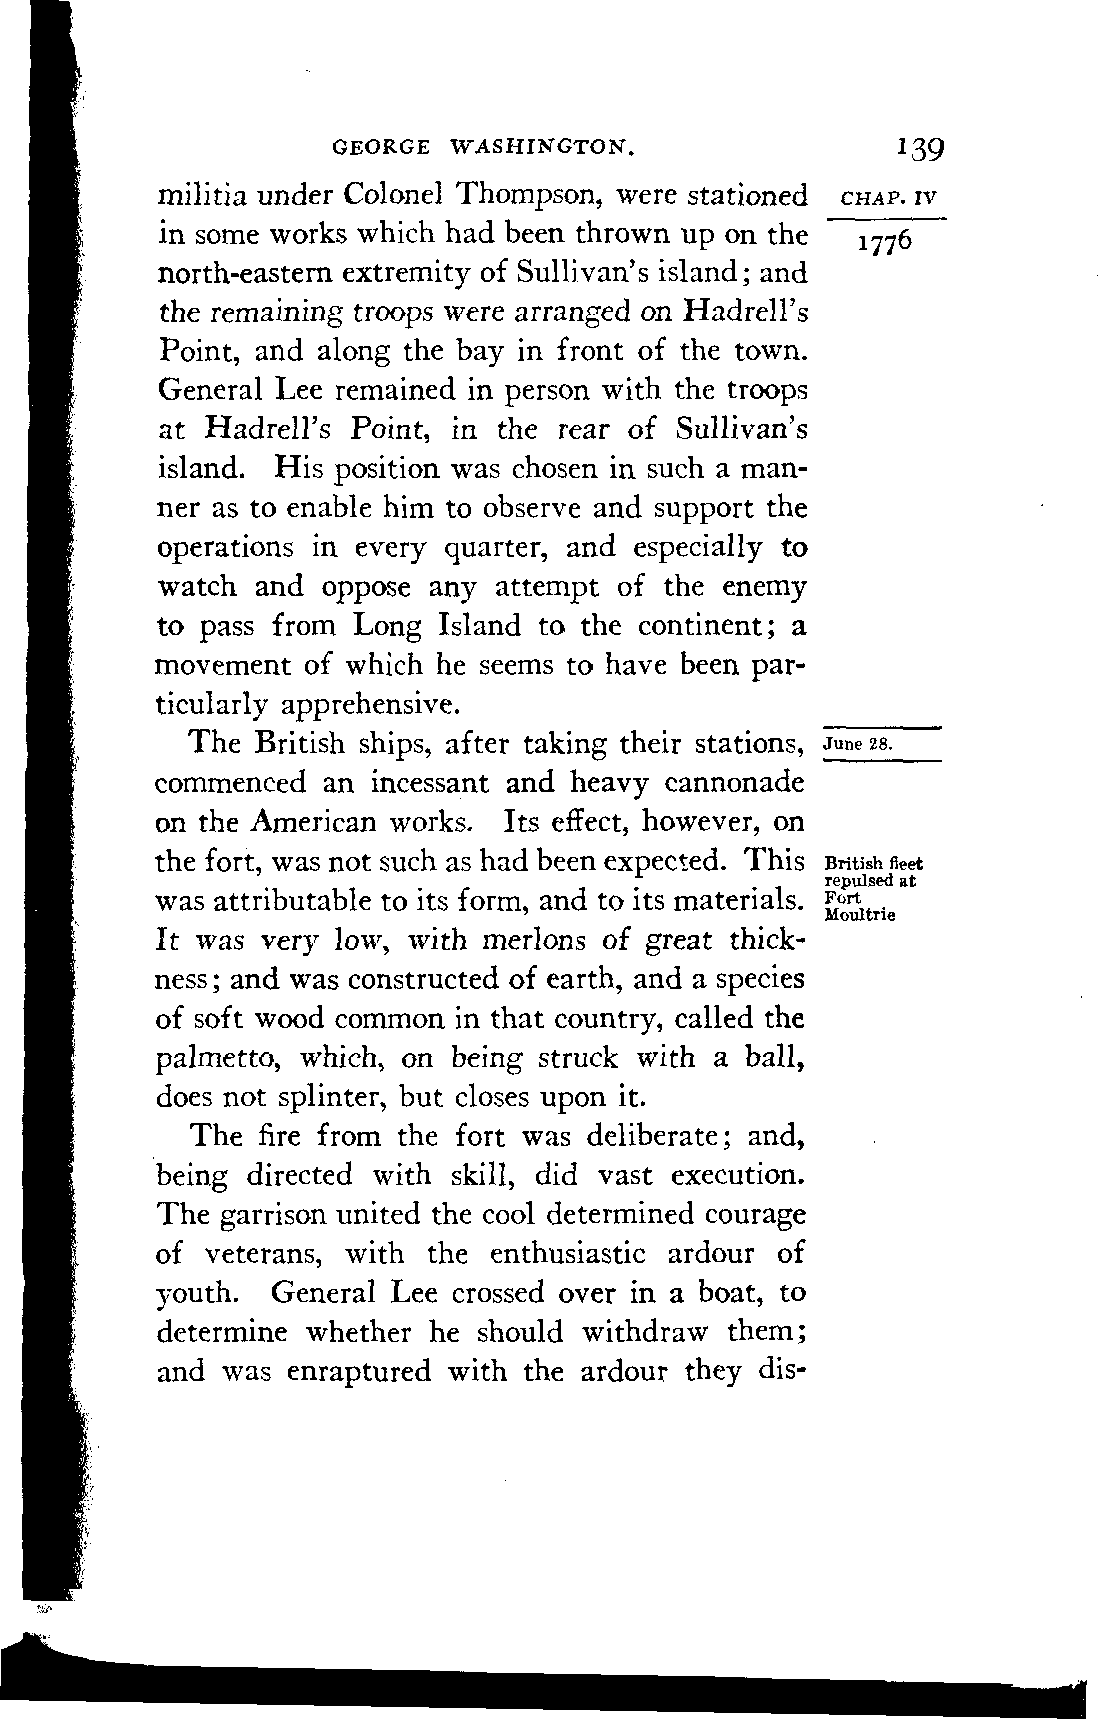 GEORGE WASHINGTON. 139
militia under Colonel Thompson, were stationed
in some works which had been thrown up on the
north-eastern extremity of Sullivan's island; and
the remaining troops were arranged on Hadrell's
Point, and along the bay in front of the town.
General Lee remained in person with the troops
at Hadrell's Point, in the rear of Sullivan's
island. His position was chosen in such a man-
ner as to enable him to observe and support the
operations in every quarter, and especially to
watch and oppose any attempt of the enemy
to pass from Long Island to the continent; a
movement of which he seems to have been par-
ticularly apprehensive.
The British ships, after taking their stations,
commenced an incessant and heavy cannonade
on the American works. Its effect, however, on
the fort, was not such as had been expected. This
was attributable to its form, and to its materials.
It was very low, with merlons of great thick-
ness; and was constructed of earth, and a species
of soft wood common in that country, called the
palmetto, which, on being struck with a ball,
does not splinter, but closes upon it.
The fire from the fort was deliberate; and,
being directed with skill, did vast execution.
The garrison united the cool determined courage
of veterans, with the enthusiastic ardour of
youth. General Lee crossed over in a boat, to
determine whether he should withdraw them;
and was enraptured with the ardour they dis-
CHAP. IV
1776
June 28.
British fleet
repulsed at
Fort
Moultrie